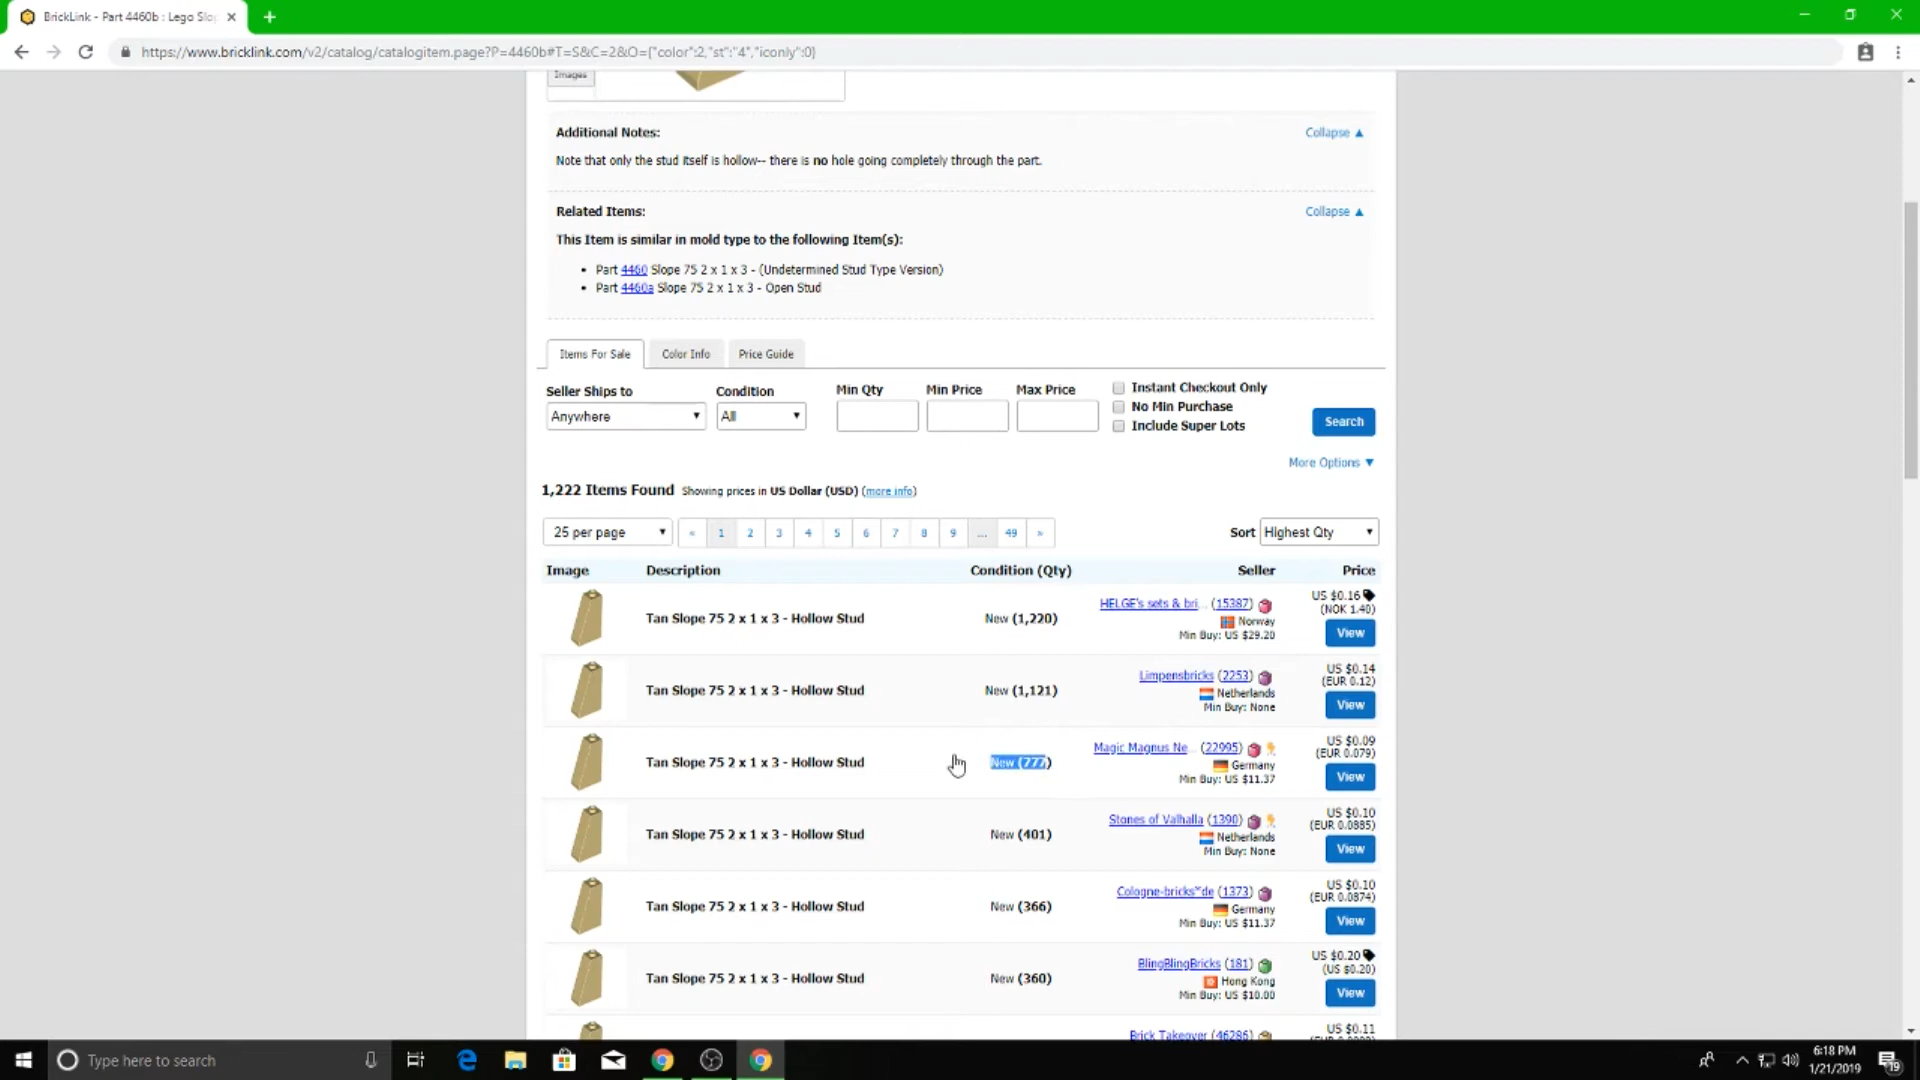 BrickLink - Part 4460b : Lego Slo
https://www.bricklink.com/v2/catalog/catalogitem.page?P=4460b#T=S&C=2&O={"color":2,"st":"4","iconly":0}
Images
Additional Notes:
Collapse ▲
Note that only the stud itself is hollow-- there is no hole going completely through the part.
Related Items:
Collapse ▲
This Item is similar in mold type to the following Item(s):
• Part 4460 Slope 75 2 x 1 x 3 - (Undetermined Stud Type Version)
• Part 4460a Slope 75 2 x 1 x 3 - Open Stud
Items For Sale Color Info Price Guide
Seller Ships to Condition Min Qty Min Price Max Price
Anywhere All
Instant Checkout Only
No Min Purchase
Include Super Lots
Search
More Options ▼
1,222 Items Found Showing prices in US Dollar (USD) (more info)
25 per page « 1 2 3 4 5 6 7 8 9 ... 49 » Sort Highest Qty
Image Description Condition (Qty) Seller Price
Tan Slope 75 2 x 1 x 3 - Hollow Stud New (1,220)
HELGE's sets & bri... (15387)
Norway
Min Buy: US $29.20
US $0.16
(NOK 1.40)
View
Tan Slope 75 2 x 1 x 3 - Hollow Stud New (1,121)
Limpensbricks (2253)
Netherlands
Min Buy: None
US $0.14
(EUR 0.12)
View
Tan Slope 75 2 x 1 x 3 - Hollow Stud New (777)
Magic Magnus Ne... (22995)
Germany
Min Buy: US $11.37
US $0.09
(EUR 0.079)
View
Tan Slope 75 2 x 1 x 3 - Hollow Stud New (401)
Stones of Valhalla (1390)
Netherlands
Min Buy: None
US $0.10
(EUR 0.0885)
View
Tan Slope 75 2 x 1 x 3 - Hollow Stud New (366)
Cologne-bricks*de (1373)
Germany
Min Buy: US $11.37
US $0.10
(EUR 0.0874)
View
Tan Slope 75 2 x 1 x 3 - Hollow Stud New (360)
BlingBlingBricks (181)
Hong Kong
Min Buy: US $10.00
US $0.20
(US $0.20)
View
Brick Takeover (46286)
US $0.11
Type here to search
6:18 PM
1/21/2019
19